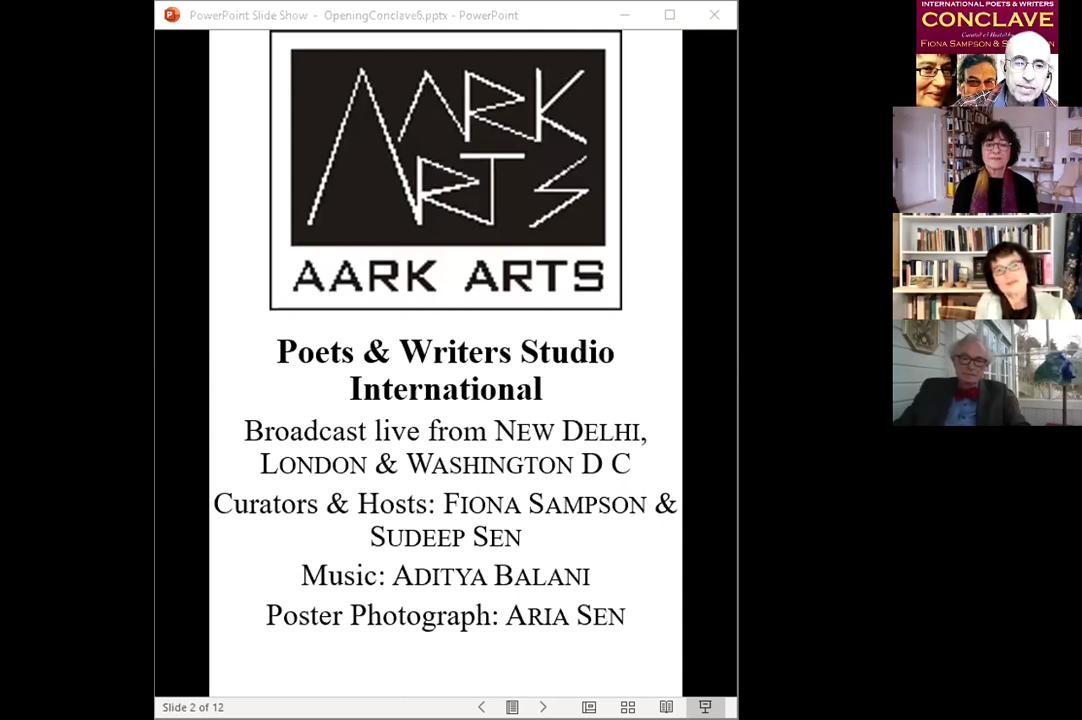 PowerPoint Slide Show - OpeningConclave6.pptx - PowerPoint
AARK
ARTS
AARK ARTS
Poets & Writers Studio
International
Broadcast live from NEW DELHI,
LONDON & WASHINGTON D C
Curators & Hosts: FIONA SAMPSON &
SUDEEP SEN
Music: ADITYA BALANI
Poster Photograph: ARIA SEN
Slide 2 of 12
INTERNATIONAL POETS & WRITERS
CONCLAVE
FIONA SAMPSON &